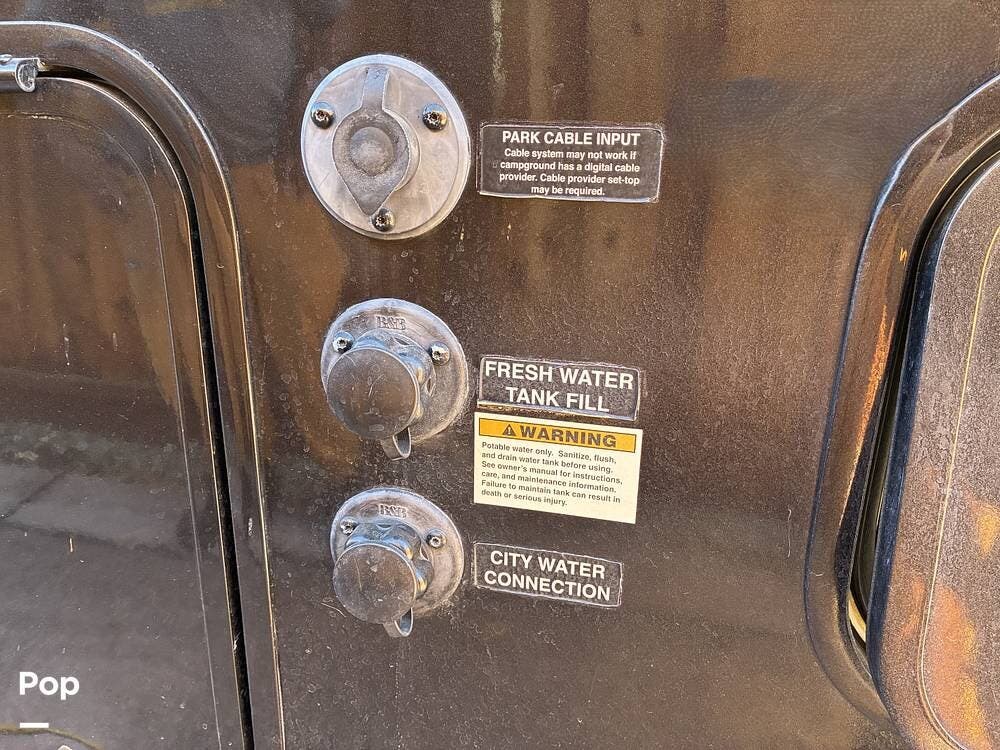 PARK CABLE INPUT
Cable system may not work if
campground has a digital cable
provider. Cable provider set-top
may be required.
B&B
FRESH WATER
TANK FILL
WARNING
Potable water only. Sanitize, flush,
and drain water tank before using.
See owner's manual for instructions,
care, and maintenance information.
Failure to maintain tank can result in
death or serious injury.
B&B
CITY WATER
CONNECTION
Pop